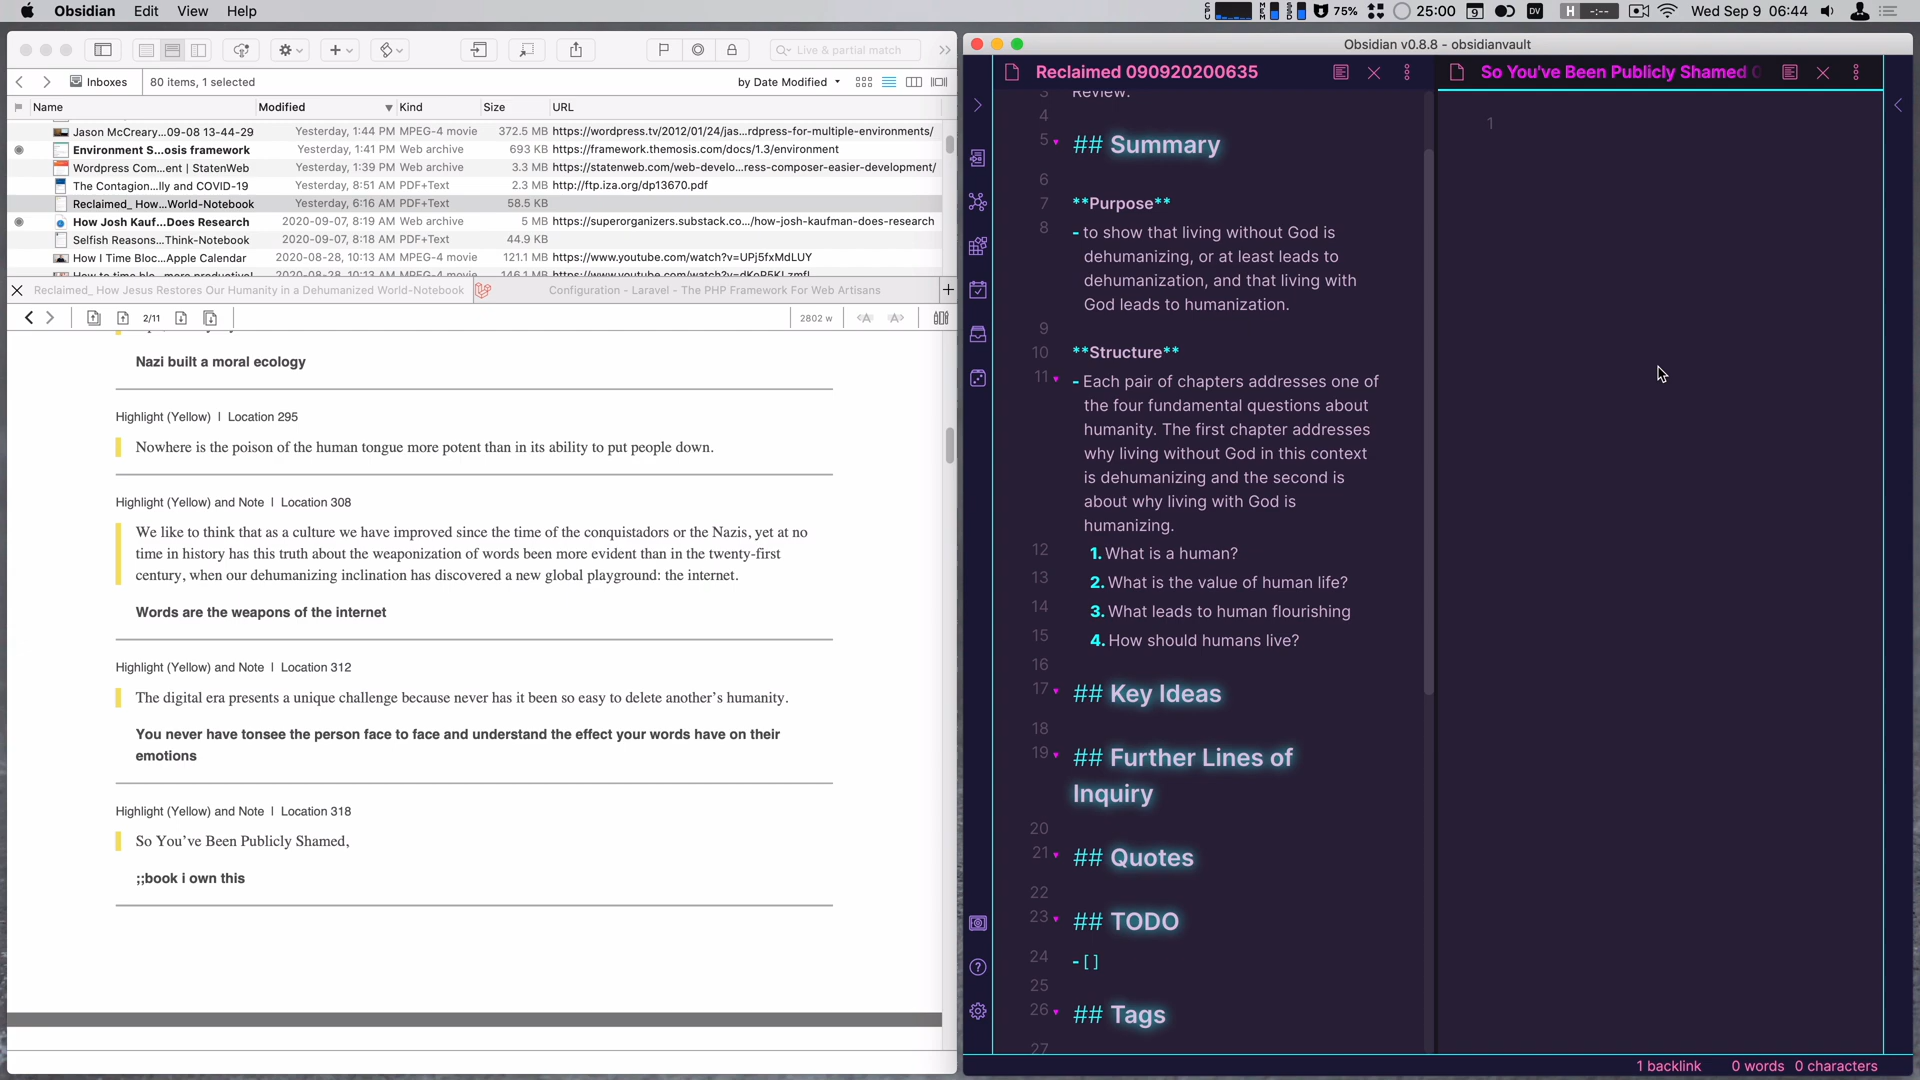 Obsidian Edit View Help
75% 25:00 9 DV H -:-- Wed Sep 9 06:44
Live & partial match
Inboxes 80 items, 1 selected by Date Modified
Name Modified Kind Size URL
Jason McCreary...09-08 13-44-29 Yesterday, 1:44 PM MPEG-4 movie 372.5 MB https://wordpress.tv/2012/01/24/jas...rdpress-for-multiple-environments/
Environment S...osis framework Yesterday, 1:41 PM Web archive 693 KB https://framework.themosis.com/docs/1.3/environment
Wordpress Com...ent | StatenWeb Yesterday, 1:39 PM Web archive 3.3 MB https://statenweb.com/web-develo...ress-composer-easier-development/
The Contagion...lly and COVID-19 Yesterday, 8:51 AM PDF+Text 2.3 MB http://ftp.iza.org/dp13670.pdf
Reclaimed_ How...World-Notebook Yesterday, 6:16 AM PDF+Text 58.5 KB
How Josh Kauf...Does Research 2020-09-07, 8:19 AM Web archive 5 MB https://superorganizers.substack.co.../how-josh-kaufman-does-research
Selfish Reasons...Think-Notebook 2020-09-07, 8:18 AM PDF+Text 44.9 KB
How I Time Bloc...Apple Calendar 2020-08-28, 10:13 AM MPEG-4 movie 121.1 MB https://www.youtube.com/watch?v=UPj5fxMdLUY
Reclaimed_ How Jesus Restores Our Humanity in a Dehumanized World-Notebook
Configuration - Laravel - The PHP Framework For Web Artisans
2/11 2802 w
Nazi built a moral ecology
Highlight (Yellow) | Location 295
Nowhere is the poison of the human tongue more potent than in its ability to put people down.
Highlight (Yellow) and Note | Location 308
We like to think that as a culture we have improved since the time of the conquistadors or the Nazis, yet at no
time in history has this truth about the weaponization of words been more evident than in the twenty-first
century, when our dehumanizing inclination has discovered a new global playground: the internet.
Words are the weapons of the internet
Highlight (Yellow) and Note | Location 312
The digital era presents a unique challenge because never has it been so easy to delete another's humanity.
You never have tonsee the person face to face and understand the effect your words have on their
emotions
Highlight (Yellow) and Note | Location 318
So You've Been Publicly Shamed,
;;book i own this
Obsidian v0.8.8 - obsidianvault
Reclaimed 090920200635
3 Review:
4
5 ## Summary
6
7 **Purpose**
8 - to show that living without God is
dehumanizing, or at least leads to
dehumanization, and that living with
God leads to humanization.
9
10 **Structure**
11 - Each pair of chapters addresses one of
the four fundamental questions about
humanity. The first chapter addresses
why living without God in this context
is dehumanizing and the second is
about why living with God is
humanizing.
12 1. What is a human?
13 2. What is the value of human life?
14 3. What leads to human flourishing
15 4. How should humans live?
16
17 ## Key Ideas
18
19 ## Further Lines of
Inquiry
20
21 ## Quotes
22
23 ## TODO
24 - [ ]
25
26 ## Tags
27
So You've Been Publicly Shamed
1
1 backlink 0 words 0 characters